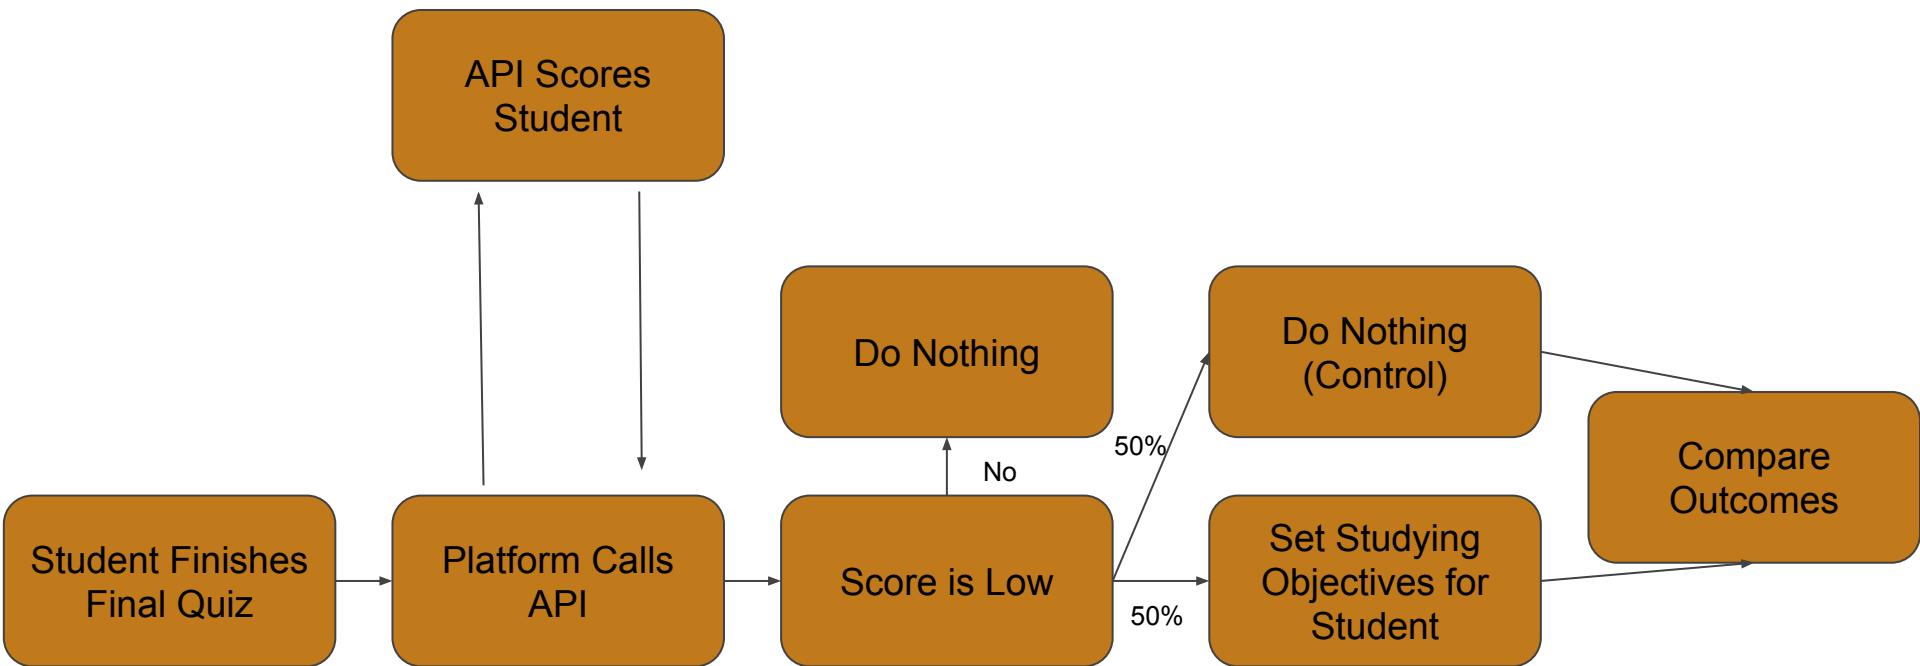 API Scores
Student
Do Nothing
No
50%
50%
Do Nothing
(Control)
Compare
Outcomes
Student Finishes
Final Quiz
Platform Calls
API
Score is Low
Set Studying
Objectives for
Student